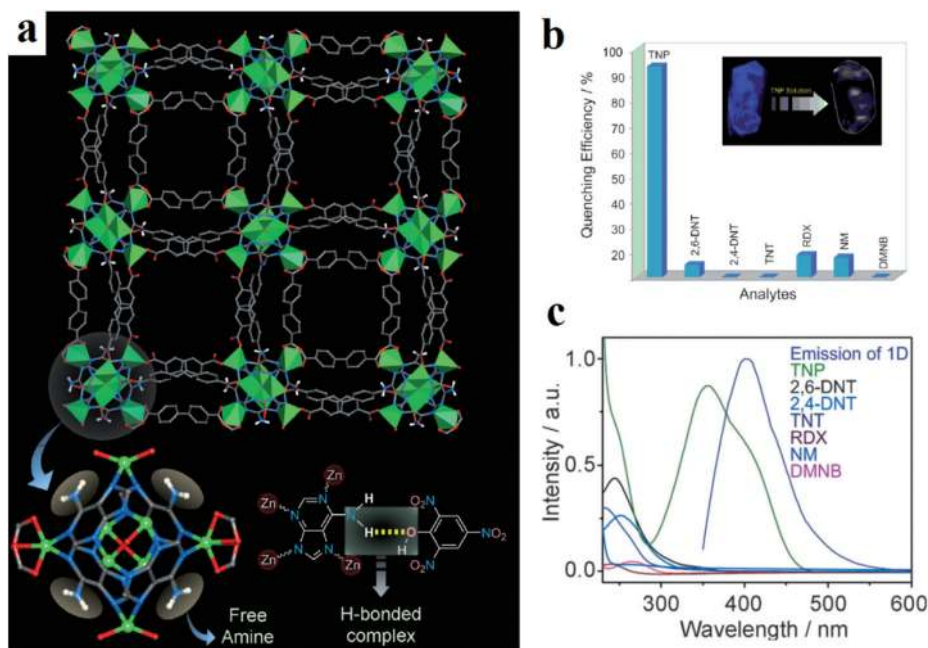 a
Zn
Zn
Zn
Zn
N
N
N
N
N
H
H
O
H
O₂N
NO₂
NO₂
Free
Amine
H-bonded
complex
b
Quenching Efficiency / %
100
90
80
70
60
50
40
30
20
TNP
2,6-DNT
2,4-DNT
TNT
RDX
NM
DMNB
TNP Solution
Analytes
c
Intensity / a.u.
1.0
0.5
0.0
Emission of 1D
TNP
2,6-DNT
2,4-DNT
TNT
RDX
NM
DMNB
300
400
500
600
Wavelength / nm